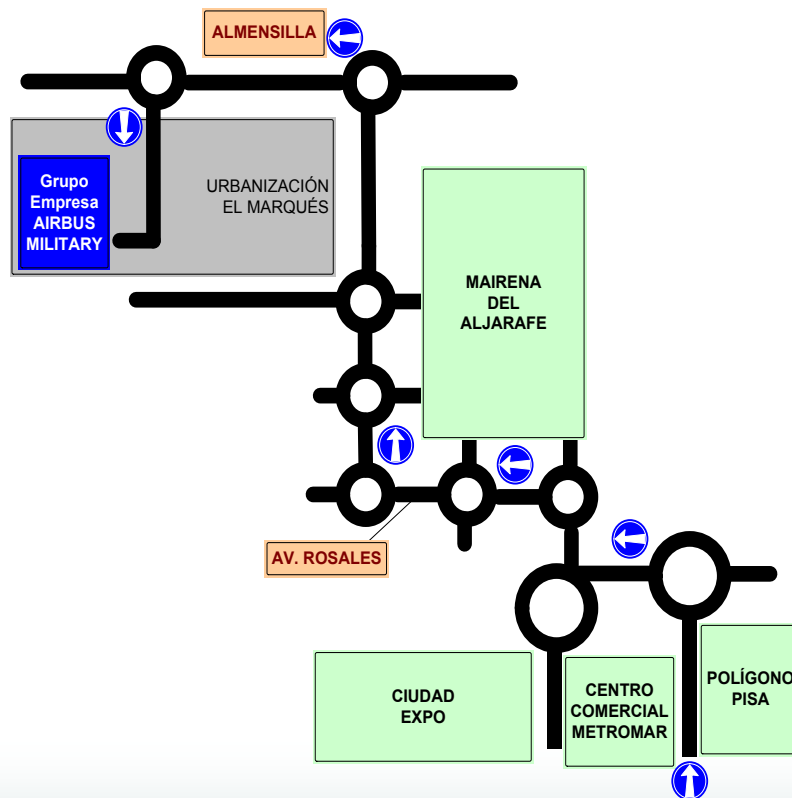 ALMENSILLA
Grupo
Empresa
AIRBUS
MILITARY
URBANIZACIÓN
EL MARQUÉS
MAIRENA
DEL
ALJARAFE
AV. ROSALES
CIUDAD
EXPO
CENTRO
COMERCIAL
METROMAR
POLÍGONO
PISA